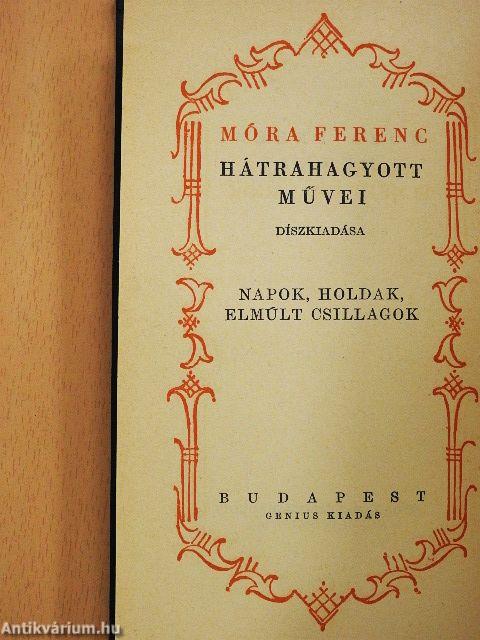 MÓRA FERENC
HÁTRAHAGYOTT
MŰVEI
DÍSZKIADÁSA
NAPOK, HOLDAK,
ELMÚLT CSILLAGOK
BUDAPEST
GENIUS KIADÁS
Antikvárium.hu